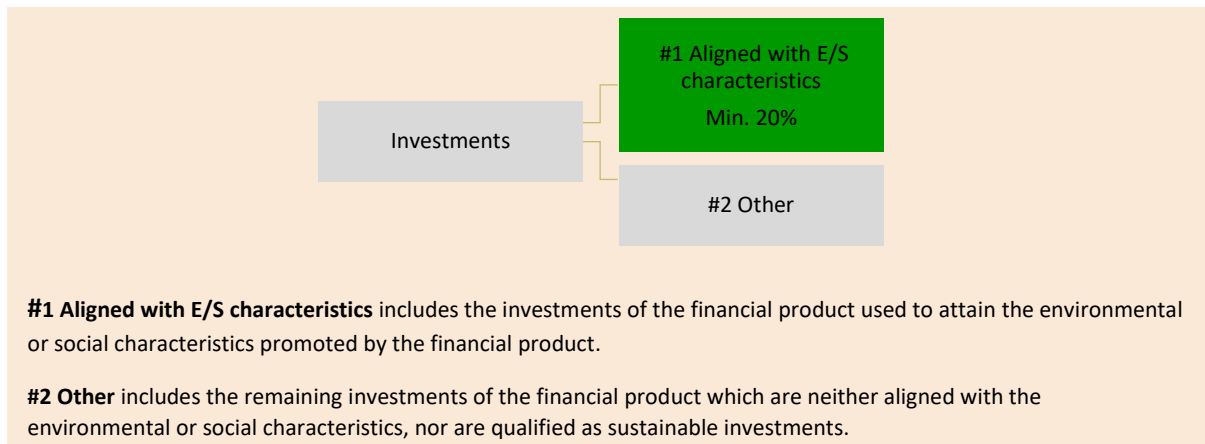 #1 Aligned with E/S
characteristics
Min. 20%
Investments
#2 Other
#1 Aligned with E/S characteristics includes the investments of the financial product used to attain the environmental
or social characteristics promoted by the financial product.
#2 Other includes the remaining investments of the financial product which are neither aligned with the
environmental or social characteristics, nor are qualified as sustainable investments.